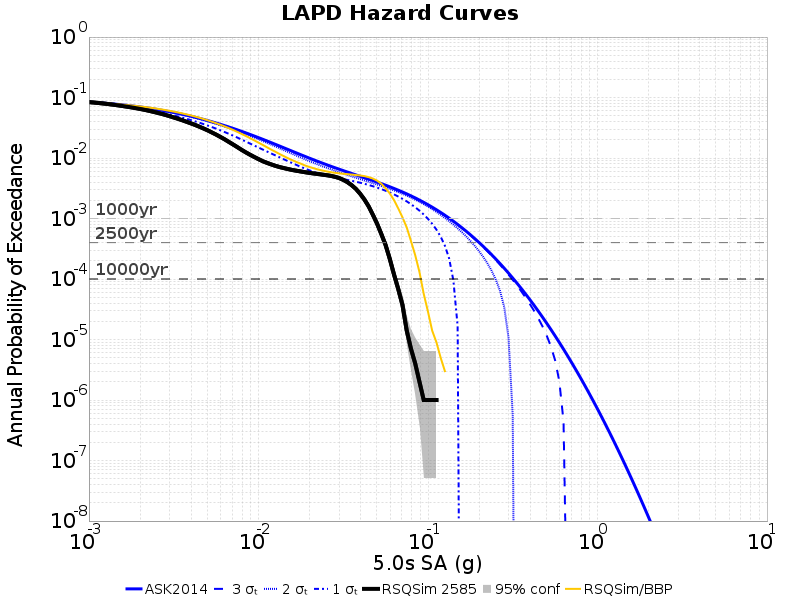 LAPD Hazard Curves
Annual Probability of Exceedance
10^0
10^-1
10^-2
10^-3
10^-4
10^-5
10^-6
10^-7
10^-8
1000yr
2500yr
10000yr
10^-3 10^-2 10^-1 10^0 10^1
5.0s SA (g)
ASK2014 3 σₜ 2 σₜ 1 σₜ RSQSim 2585 95% conf RSQSim/BBP